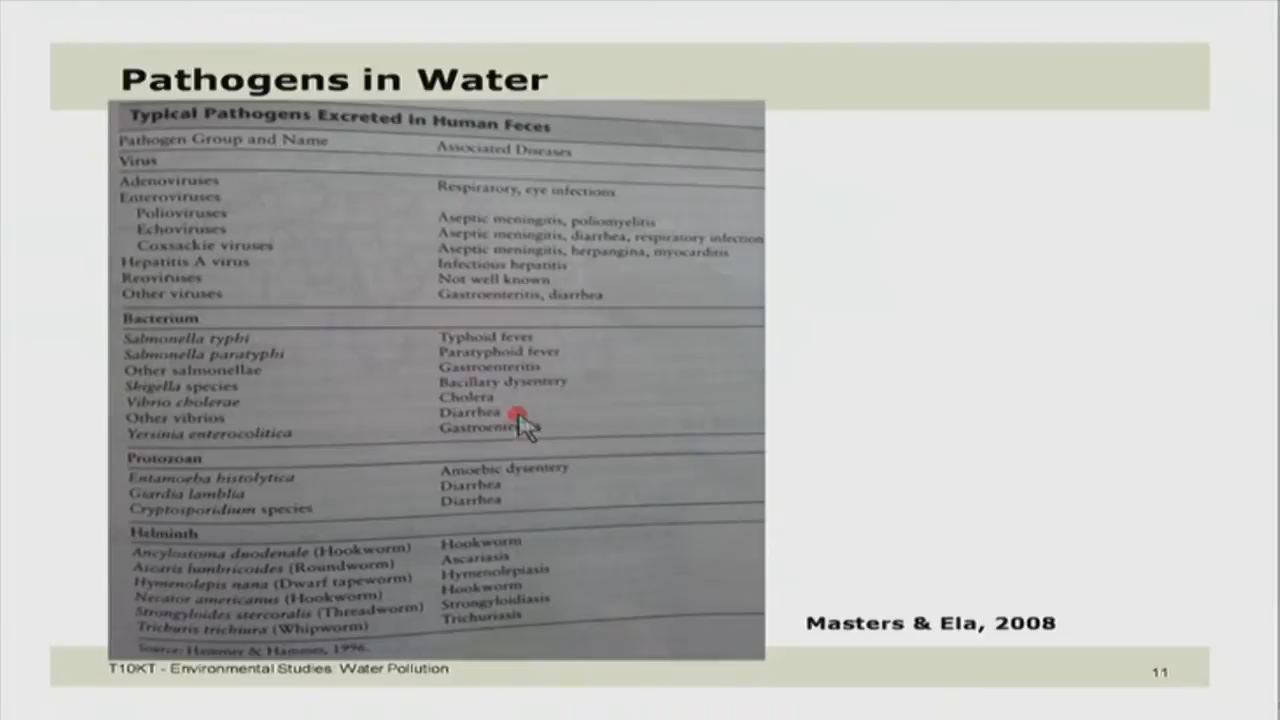 Pathogens in Water
Typical Pathogens Excreted in Human Feces
Pathogen Group and Name Associated Diseases
Virus
Adenoviruses Respiratory, eye infections
Enteroviruses
Polioviruses Aseptic meningitis, poliomyelitis
Echoviruses Aseptic meningitis, diarrhea, respiratory infection
Coxsackie viruses Aseptic meningitis, herpangina, myocarditis
Hepatitis A virus Infectious hepatitis
Reoviruses Not well known
Other viruses Gastroenteritis, diarrhea
Bacterium
Salmonella typhi Typhoid fever
Salmonella paratyphi Paratyphoid fever
Other salmonellae Gastroenteritis
Shigella species Bacillary dysentery
Vibrio cholerae Cholera
Other vibrios Diarrhea
Yersinia enterocolitica
Protozoan
Entamoeba histolytica Amoebic dysentery
Giardia lamblia Diarrhea
Cryptosporidium species Diarrhea
Helminth
Ancylostoma duodenale (Hookworm) Hookworm
Ascaris lumbricoides (Roundworm) Ascariasis
Hymenolepis nana (Dwarf tapeworm) Hymenolepiasis
Necator americanus (Hookworm) Hookworm
Strongyloides stercoralis (Threadworm) Strongyloidiasis
Trichuris trichiura (Whipworm) Trichuriasis
Source: Hammer & Hammer, 1996.
Masters & Ela, 2008
T10KT - Environmental Studies: Water Pollution
11